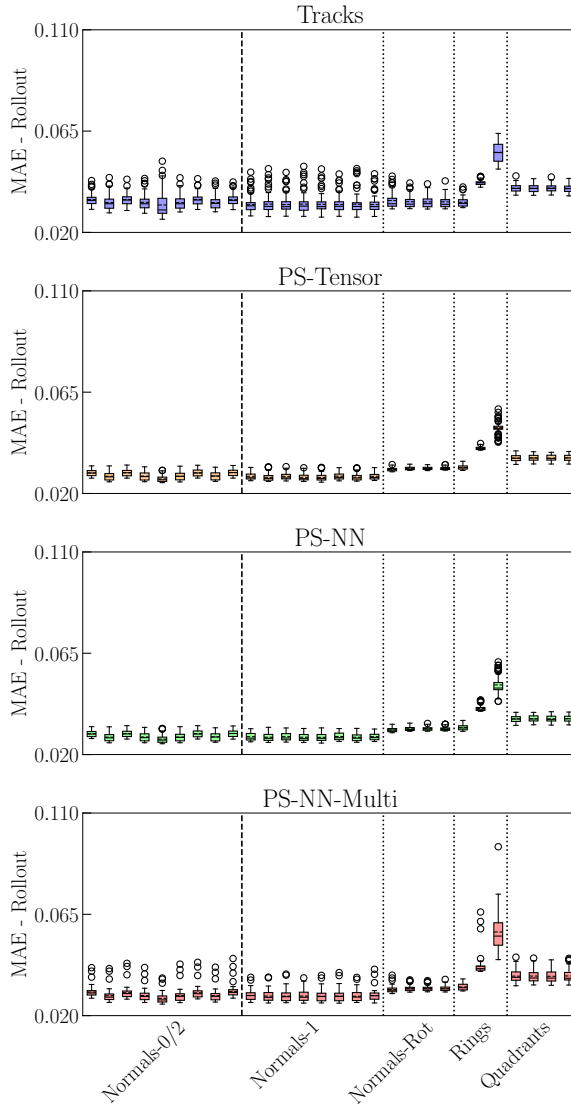 Tracks
0.110
0.065
0.020
MAE - Rollout
PS-Tensor
0.110
0.065
0.020
MAE - Rollout
PS-NN
0.110
0.065
0.020
MAE - Rollout
PS-NN-Multi
0.110
0.065
0.020
MAE - Rollout
Normals-0/2
Normals-1
Normals-Rot
Rings
Quadrants